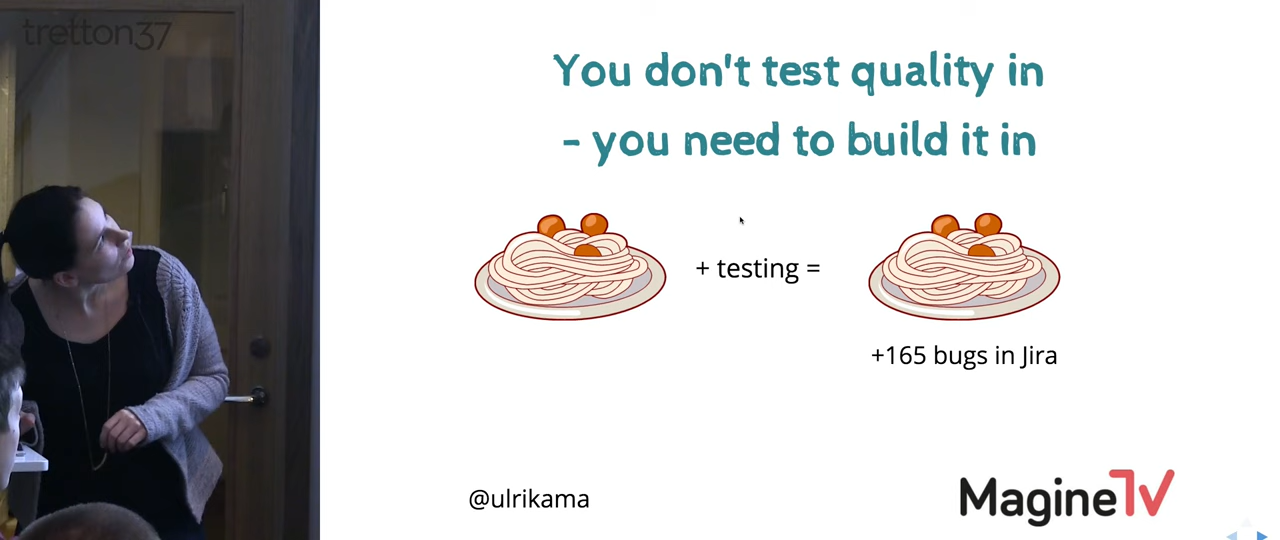 tretton37
You don't test quality in
- you need to build it in
+ testing =
+165 bugs in Jira
@ulrikama
MagineTV